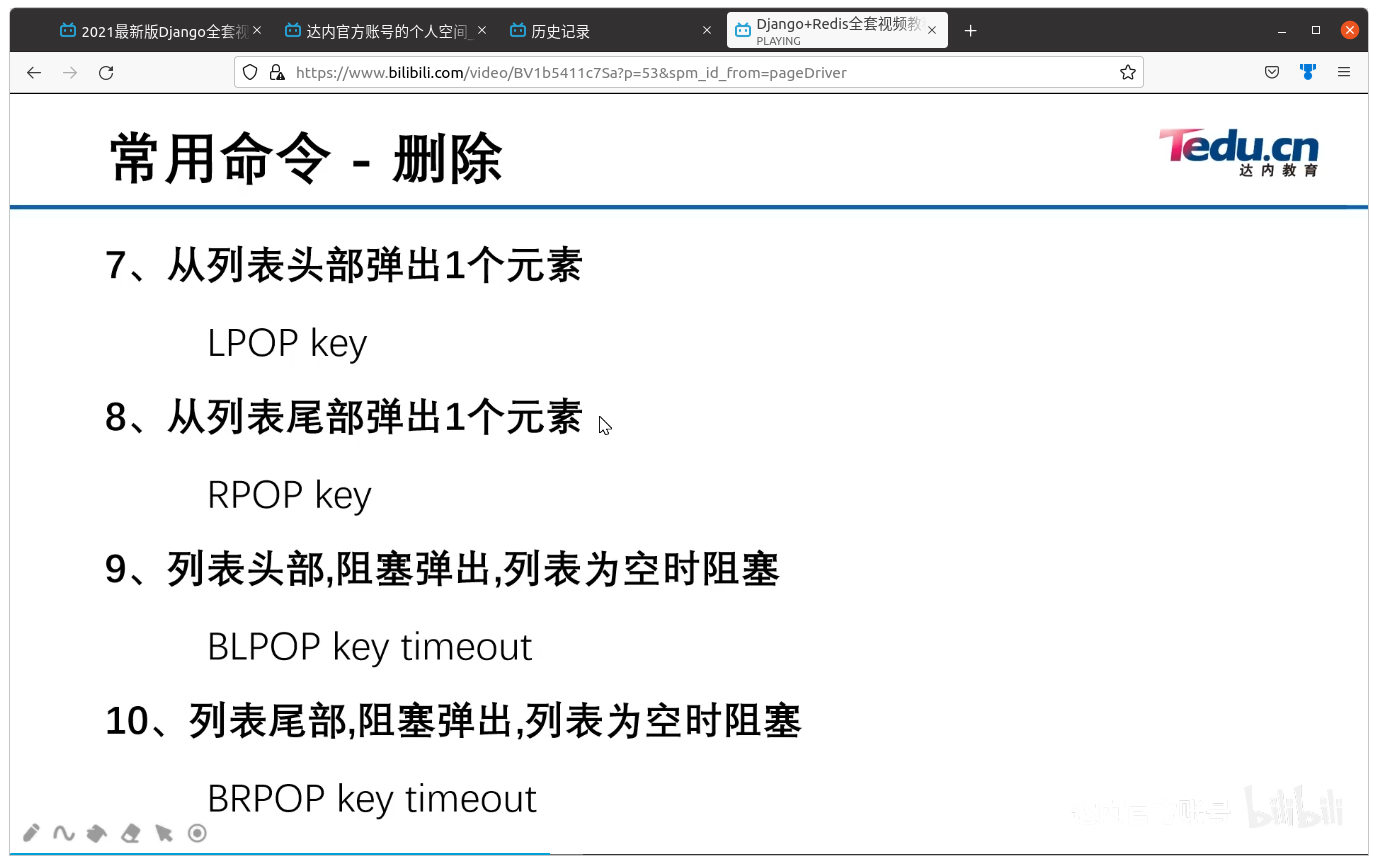 2021最新版Django全套视
达内官方账号的个人空间_
历史记录
Django+Redis全套视频教
PLAYING
https://www.bilibili.com/video/BV1b5411c7Sa?p=53&spm_id_from=pageDriver
常用命令 - 删除
Tedu.cn
达内教育
7、从列表头部弹出1个元素
LPOP key
8、从列表尾部弹出1个元素
RPOP key
9、列表头部,阻塞弹出,列表为空时阻塞
BLPOP key timeout
10、列表尾部,阻塞弹出,列表为空时阻塞
BRPOP key timeout
达内官方账号 bilibili